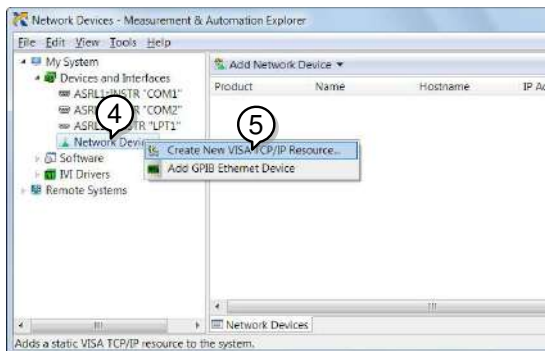 Network Devices - Measurement & Automation Explorer
File Edit View Tools Help
My System
Devices and Interfaces
ASRL1::INSTR "COM1"
"COM2"
"LPT1"
Network Devi
Software
IVI Drivers
Remote Systems
Add Network Device
Product Name Hostname IP Ad
4
5
Create New VISA TCP/IP Resource...
Add GPIB Ethernet Device
Network Devices
Adds a static VISA TCP/IP resource to the system.